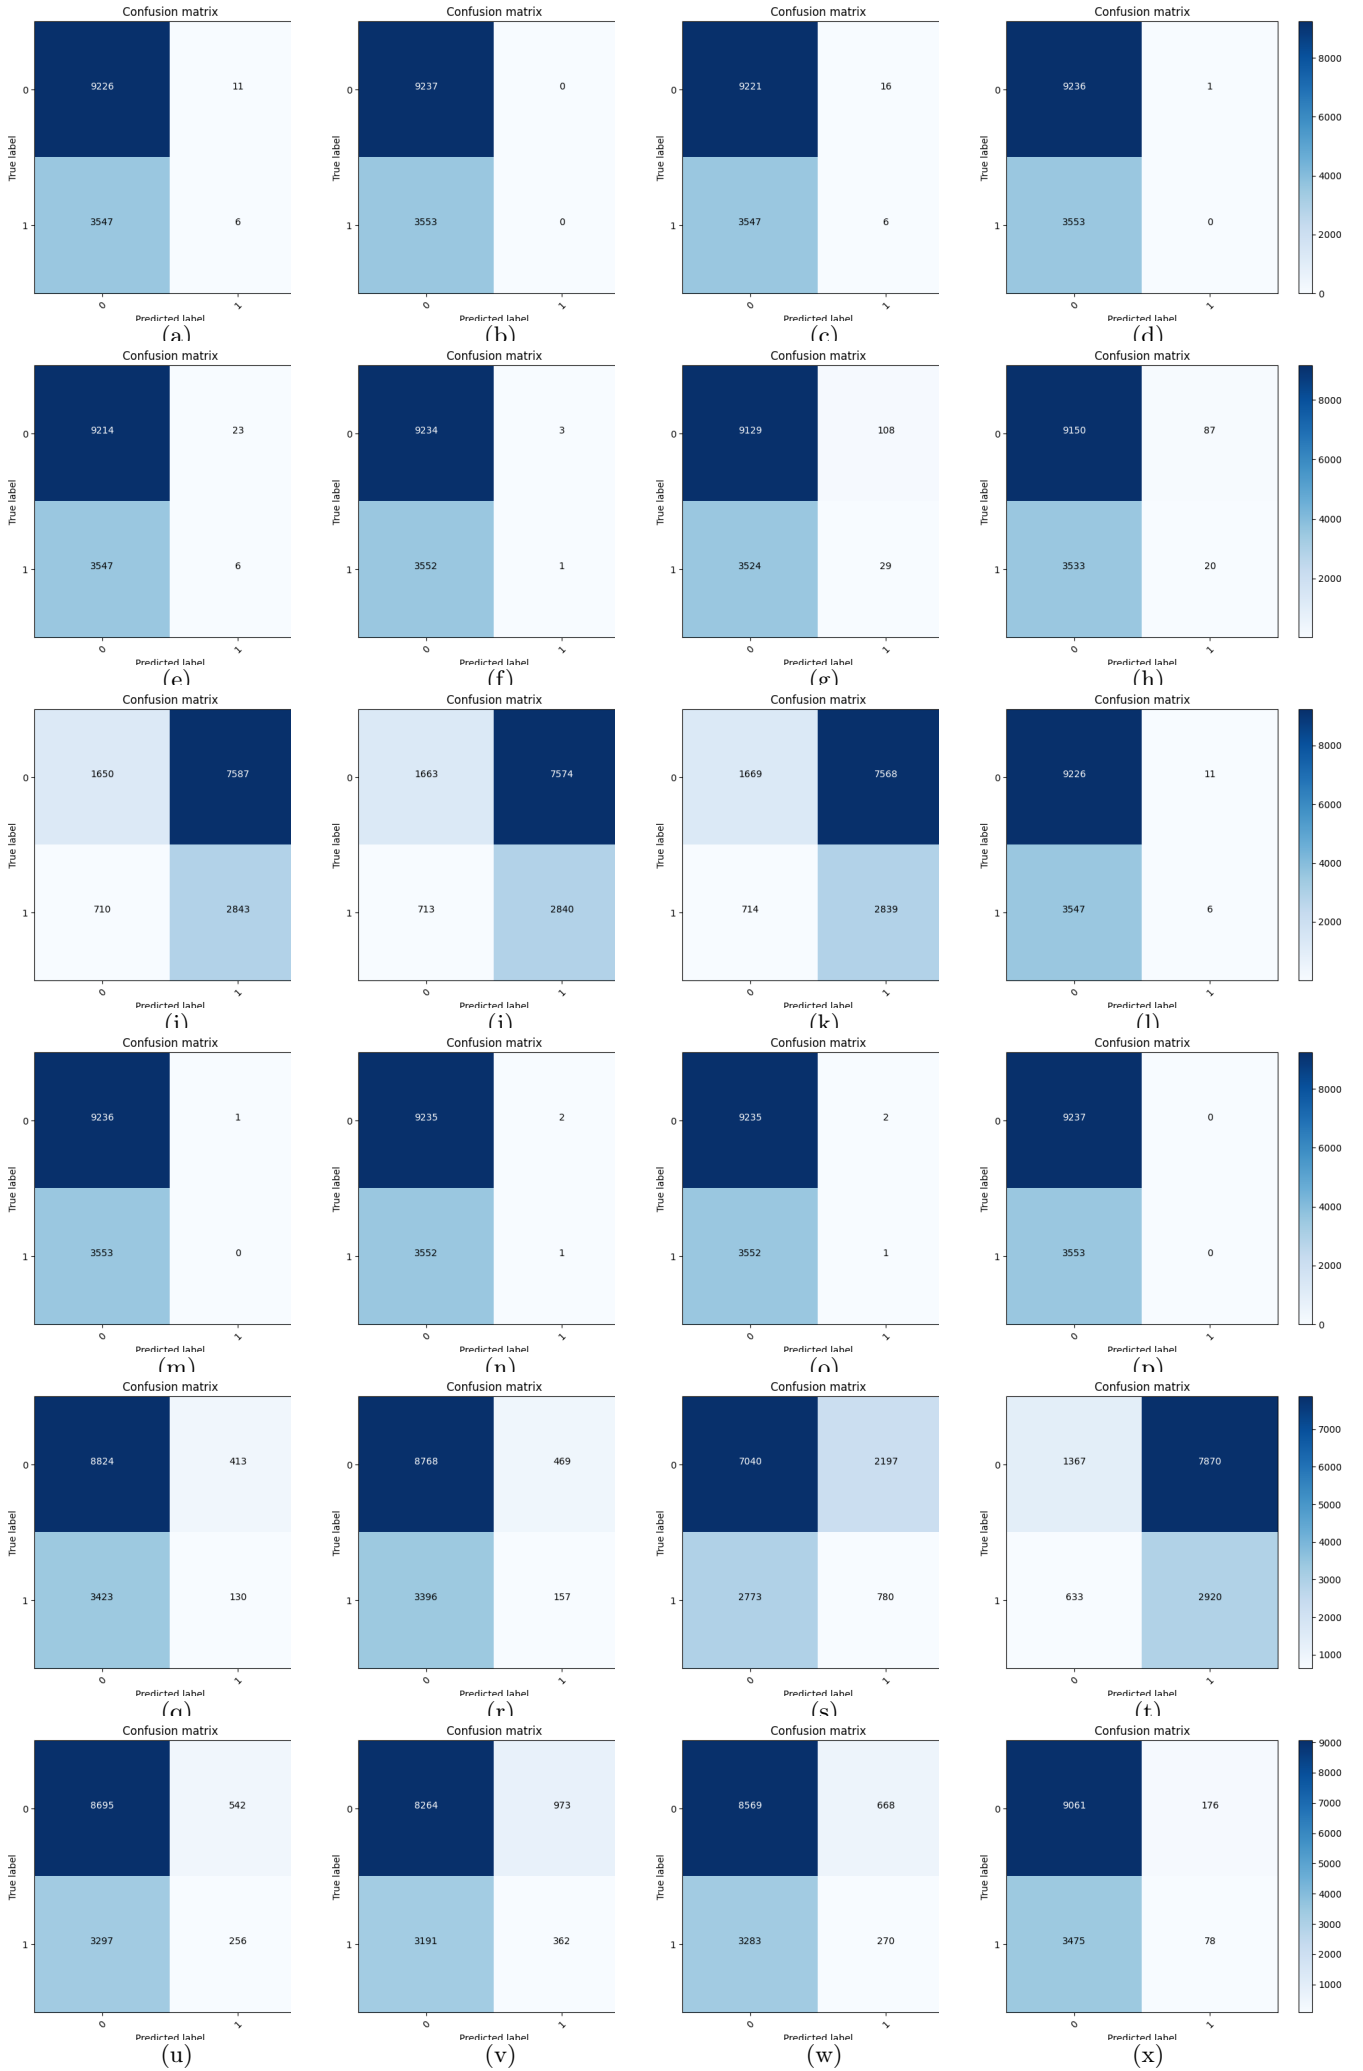 Confusion matrix Confusion matrix Confusion matrix Confusion matrix
9226 11 9237 0 9221 16 9236 1
3547 6 3553 0 3547 6 3553 0
0 1 0 1 0 1 0 1
True label True label True label True label
0 1 0 1 0 1 0 1
Predicted label Predicted label Predicted label Predicted label
8000
6000
4000
2000
0
(a) (b) (c) (d)
Confusion matrix Confusion matrix Confusion matrix Confusion matrix
9214 23 9234 3 9129 108 9150 87
3547 6 3552 1 3524 29 3533 20
0 1 0 1 0 1 0 1
True label True label True label True label
0 1 0 1 0 1 0 1
Predicted label Predicted label Predicted label Predicted label
8000
6000
4000
2000
(e) (f) (g) (h)
Confusion matrix Confusion matrix Confusion matrix Confusion matrix
1650 7587 1663 7574 1669 7568 9226 11
710 2843 713 2840 714 2839 3547 6
0 1 0 1 0 1 0 1
True label True label True label True label
0 1 0 1 0 1 0 1
Predicted label Predicted label Predicted label Predicted label
8000
6000
4000
2000
(i) (j) (k) (l)
Confusion matrix Confusion matrix Confusion matrix Confusion matrix
9236 1 9235 2 9235 2 9237 0
3553 0 3552 1 3552 1 3553 0
0 1 0 1 0 1 0 1
True label True label True label True label
0 1 0 1 0 1 0 1
Predicted label Predicted label Predicted label Predicted label
8000
6000
4000
2000
0
(m) (n) (o) (p)
Confusion matrix Confusion matrix Confusion matrix Confusion matrix
8824 413 8768 469 7040 2197 1367 7870
3423 130 3396 157 2773 780 633 2920
0 1 0 1 0 1 0 1
True label True label True label True label
0 1 0 1 0 1 0 1
Predicted label Predicted label Predicted label Predicted label
7000
6000
5000
4000
3000
2000
1000
(q) (r) (s) (t)
Confusion matrix Confusion matrix Confusion matrix Confusion matrix
8695 542 8264 973 8569 668 9061 176
3297 256 3191 362 3283 270 3475 78
0 1 0 1 0 1 0 1
True label True label True label True label
0 1 0 1 0 1 0 1
Predicted label Predicted label Predicted label Predicted label
9000
8000
7000
6000
5000
4000
3000
2000
1000
(u) (v) (w) (x)